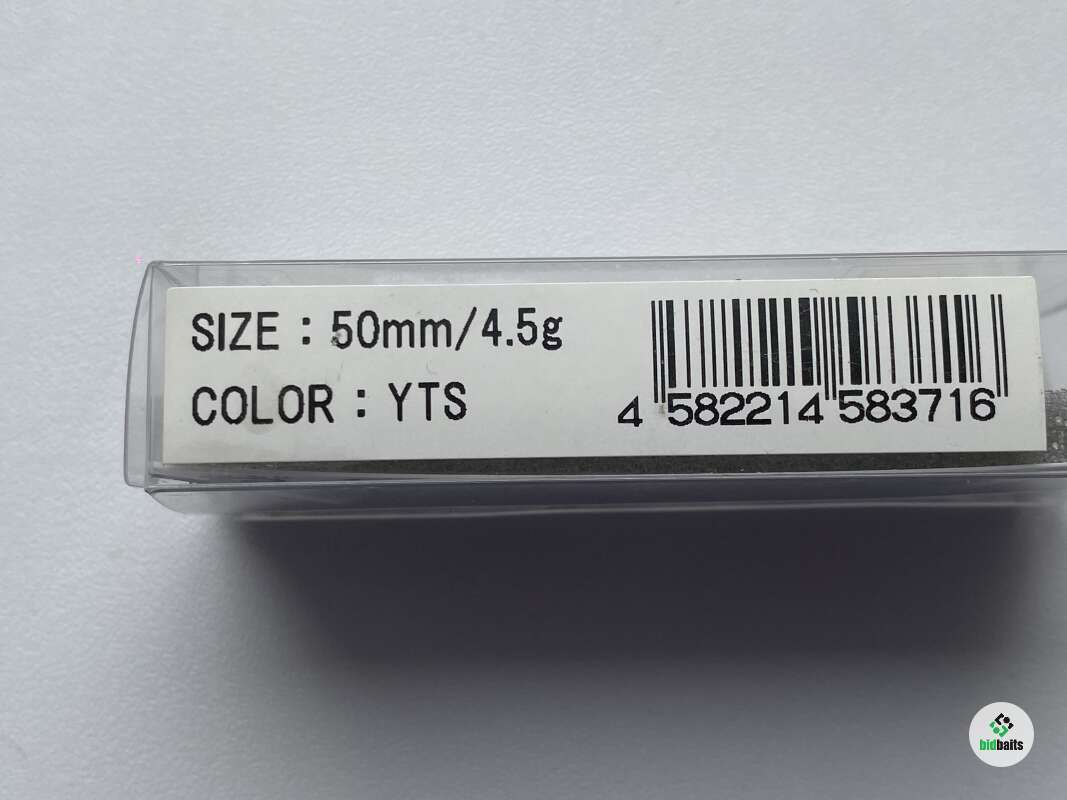 SIZE : 50mm/4.5g
COLOR : YTS
4 582214 583716
bidbaits